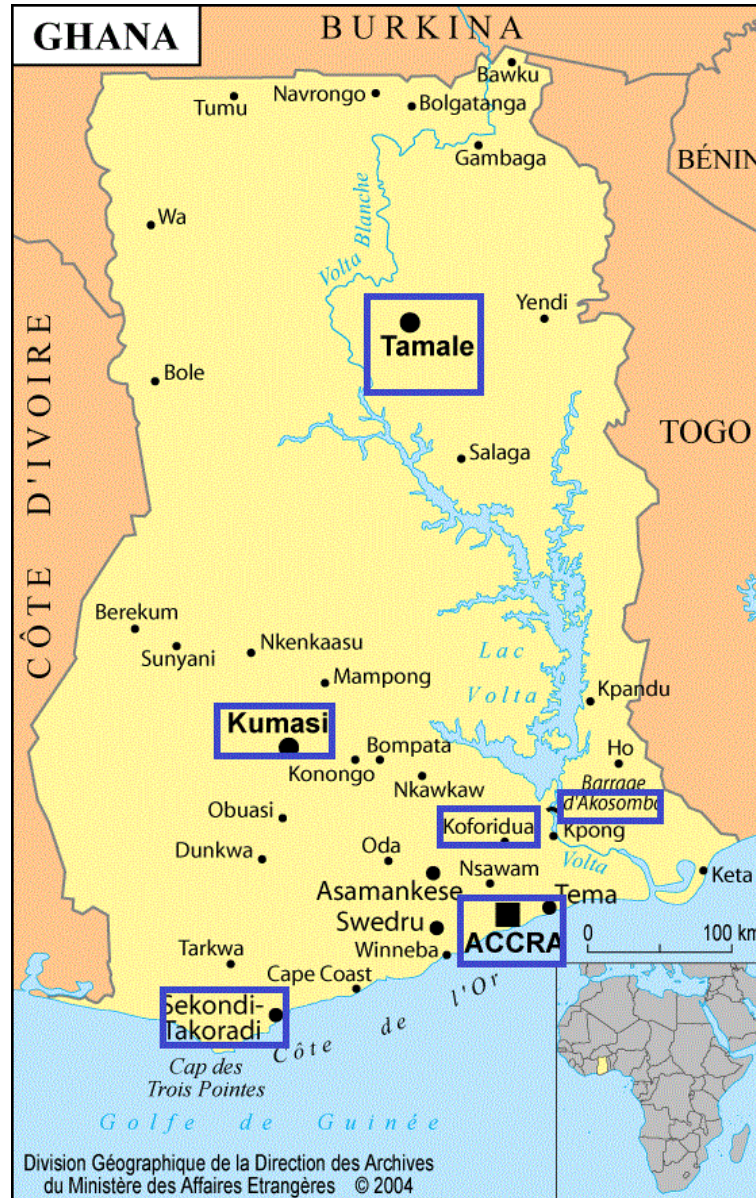 GHANA
BURKINA
Bawku
Navrongo
Tumu
Bolgatanga
Gambaga
BÉNIN
Wa
Volta Blanche
Yendi
Tamale
Bole
CÔTE D'IVOIRE
TOGO
Salaga
Berekum
Sunyani
Nkenkaasu
Lac
Volta
Mampong
Kpandu
Kumasi
Bompata
Ho
Konongo
Nkawkaw
Barrage
d'Akosombo
Obuasi
Koforidua
Kpong
Dunkwa
Oda
Volta
Nsawam
Keta
Asamankese
Tema
Swedru
ACCRA
Winneba
0 100 km
Tarkwa
Cape Coast
Sekondi-
Takoradi
Côte de l'Or
Cap des
Trois Pointes
Golfe de Guinée
Division Géographique de la Direction des Archives
du Ministère des Affaires Etrangères © 2004